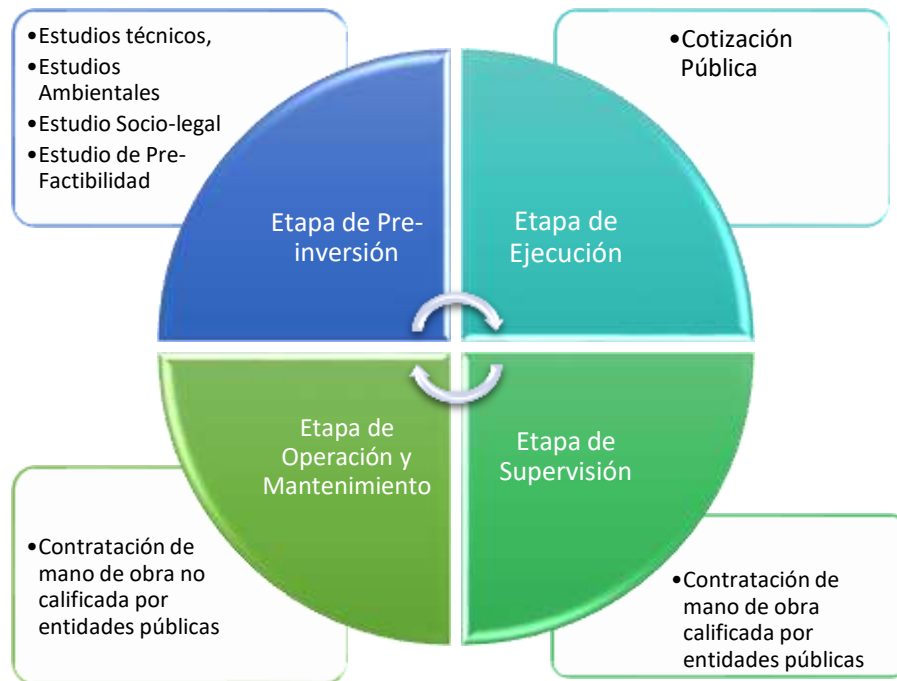 •Estudios técnicos,
•Estudios
Ambientales
•Estudio Socio-legal
•Estudio de Pre-
Factibilidad
•Cotización
Pública
Etapa de Pre-
inversión
Etapa de
Ejecución
Etapa de
Operación y
Mantenimiento
Etapa de
Supervisión
•Contratación de
mano de obra no
calificada por
entidades públicas
•Contratación de
mano de obra
calificada por
entidades públicas